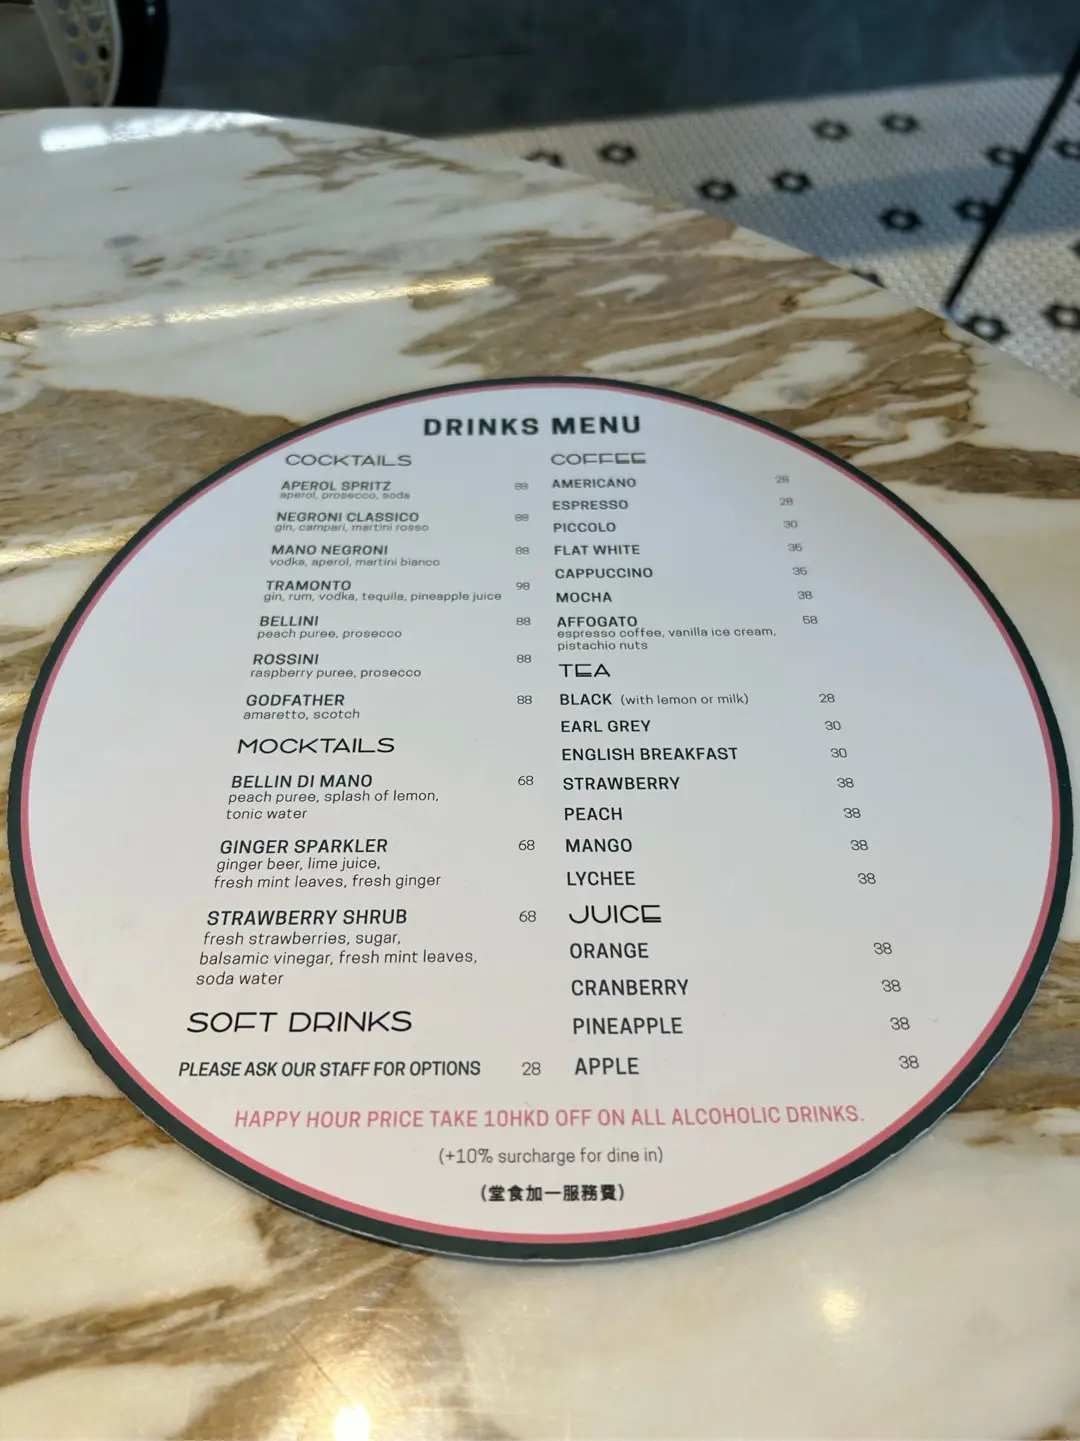 DRINKS MENU
COCKTAILS
APEROL SPRITZ 88
aperol, prosecco, soda
NEGRONI CLASSICO 88
gin, campari, martini rosso
MANO NEGRONI 88
vodka, aperol, martini bianco
TRAMONTO 98
gin, rum, vodka, tequila, pineapple juice
BELLINI 88
peach puree, prosecco
ROSSINI 88
raspberry puree, prosecco
GODFATHER 88
amaretto, scotch
MOCKTAILS
BELLIN DI MANO 68
peach puree, splash of lemon,
tonic water
GINGER SPARKLER 68
ginger beer, lime juice,
fresh mint leaves, fresh ginger
STRAWBERRY SHRUB 68
fresh strawberries, sugar,
balsamic vinegar, fresh mint leaves,
soda water
SOFT DRINKS
PLEASE ASK OUR STAFF FOR OPTIONS 28
COFFEE
AMERICANO 28
ESPRESSO 28
PICCOLO 30
FLAT WHITE 35
CAPPUCCINO 35
MOCHA 38
AFFOGATO 58
espresso coffee, vanilla ice cream,
pistachio nuts
TEA
BLACK (with lemon or milk) 28
EARL GREY 30
ENGLISH BREAKFAST 30
STRAWBERRY 38
PEACH 38
MANGO 38
LYCHEE 38
JUICE
ORANGE 38
CRANBERRY 38
PINEAPPLE 38
APPLE 38
HAPPY HOUR PRICE TAKE 10HKD OFF ON ALL ALCOHOLIC DRINKS.
(+10% surcharge for dine in)
(堂食加一服務費)